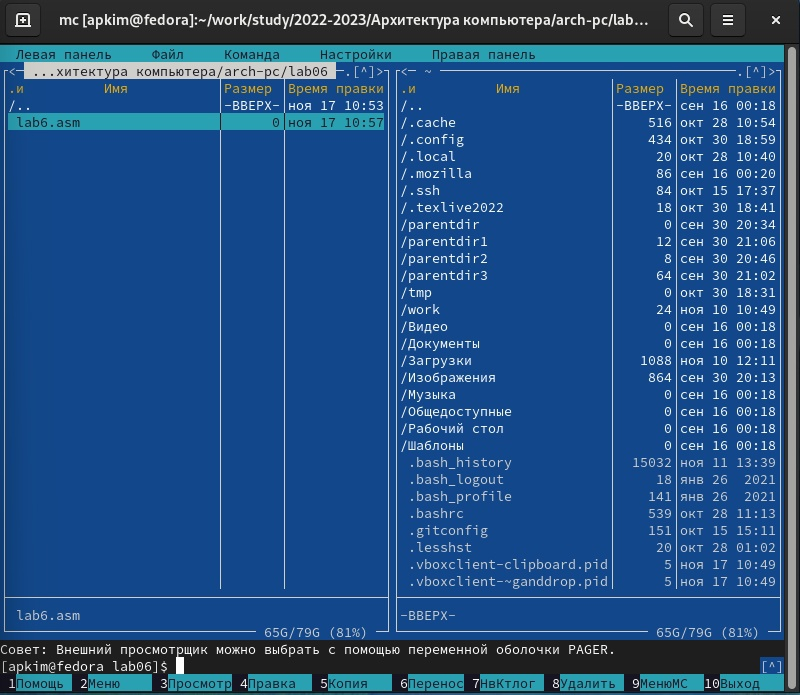 mc [apkim@fedora]:~/work/study/2022-2023/Архитектура компьютера/arch-pc/lab...
Левая панель Файл Команда Настройки Правая панель
<— ...хитектура компьютера/arch-pc/lab06 —.[^]>
.и Имя Размер Время правки
/.. -ВВЕРХ- ноя 17 10:53
lab6.asm 0 ноя 17 10:57
lab6.asm
65G/79G (81%)
<— ~ —.[^]>
.и Имя Размер Время правки
/.. -ВВЕРХ- сен 16 00:18
/.cache 516 окт 28 10:54
/.config 434 окт 30 18:59
/.local 20 окт 28 10:40
/.mozilla 86 сен 16 00:20
/.ssh 84 окт 15 17:37
/.texlive2022 18 окт 30 18:41
/parentdir 0 сен 30 20:34
/parentdir1 12 сен 30 21:06
/parentdir2 8 сен 30 20:46
/parentdir3 64 сен 30 21:02
/tmp 0 окт 30 18:31
/work 24 ноя 10 10:49
/Видео 0 сен 16 00:18
/Документы 0 сен 16 00:18
/Загрузки 1088 ноя 10 12:11
/Изображения 864 сен 30 20:13
/Музыка 0 сен 16 00:18
/Общедоступные 0 сен 16 00:18
/Рабочий стол 0 сен 16 00:18
/Шаблоны 0 сен 16 00:18
.bash_history 15032 ноя 11 13:39
.bash_logout 18 янв 26 2021
.bash_profile 141 янв 26 2021
.bashrc 539 окт 28 11:13
.gitconfig 151 окт 15 15:11
.lesshst 20 окт 28 01:02
.vboxclient-clipboard.pid 5 ноя 17 10:49
.vboxclient-~ganddrop.pid 5 ноя 17 10:49
-ВВЕРХ-
65G/79G (81%)
Совет: Внешний просмотрщик можно выбрать с помощью переменной оболочки PAGER.
[apkim@fedora lab06]$ [^]
1Помощь 2Меню 3Просмотр 4Правка 5Копия 6Перенос 7НвКтлог 8Удалить 9МенюМС 10Выход